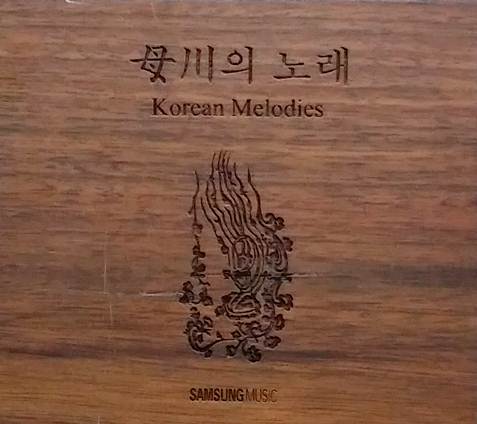 母川의 노래
Korean Melodies
SAMSUNG MUSIC